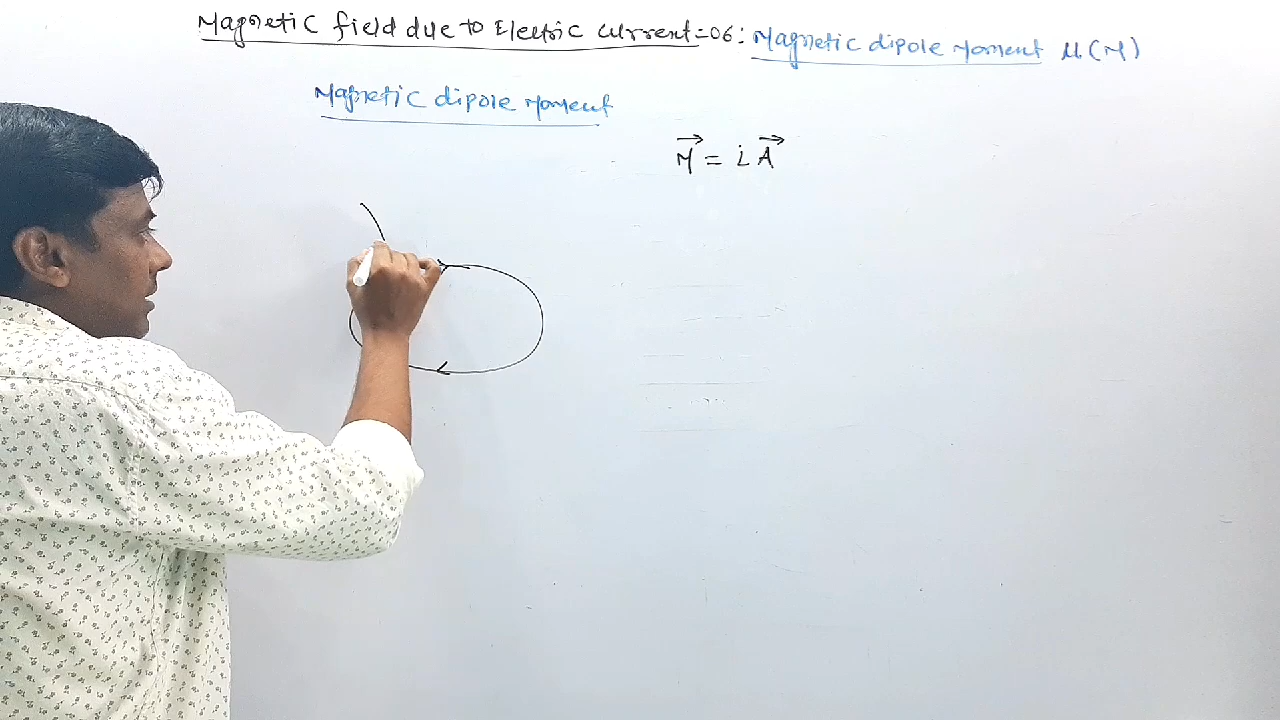 Magnetic field due to Electric current=06: Magnetic dipole Moment µ(M)
Magnetic dipole Moment
M = iA